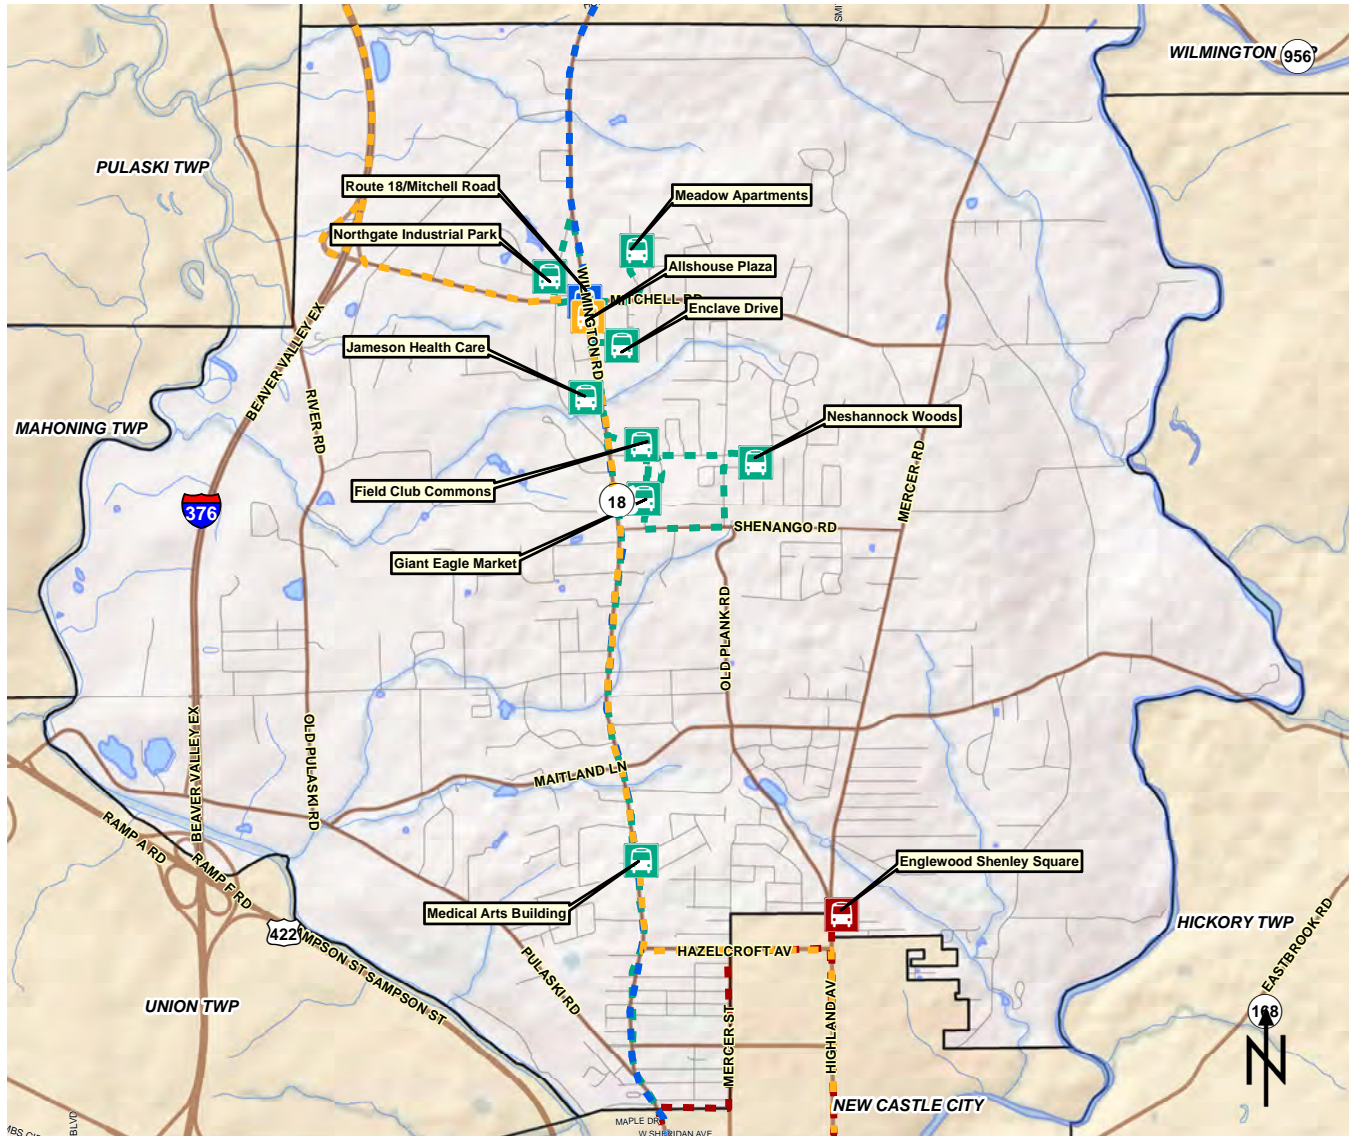 WILMINGTON
956
PULASKI TWP
Route 18/Mitchell Road
Meadow Apartments
Northgate Industrial Park
Allshouse Plaza
WILMINGTON RD
MITCHELL RD
Enclave Drive
BEAVER VALLEY EX
Jameson Health Care
RIVER RD
MAHONING TWP
Neshannock Woods
MERCER RD
Field Club Commons
376
18
SHENANGO RD
Giant Eagle Market
OLD PLANK RD
BEAVER VALLEY EX
OLD PULASKI RD
MAITLAND LN
RAMP A RD
RAMP F RD
Englewood Shenley Square
Medical Arts Building
HICKORY TWP
422
SAMPSON ST
HAZELCROFT AV
EASTBROOK RD
PULASKI RD
UNION TWP
168
MERCER ST
HIGHLAND AV
N
NEW CASTLE CITY
MAPLE DR
W SHERIDAN AVE
BLVD